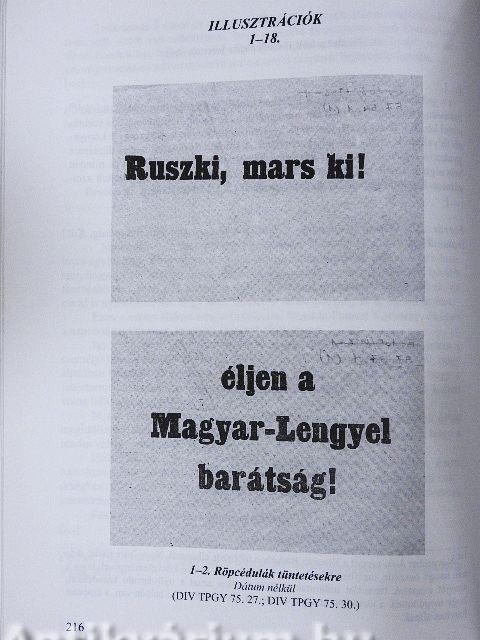 ILLUSZTRÁCIÓK
1–18.
Ruszki, mars ki!
éljen a
Magyar-Lengyel
barátság!
1–2. Röpcédulák tüntetésekre
Dátum nélkül
(DIV TPGY 75. 27.; DIV TPGY 75. 30.)
216